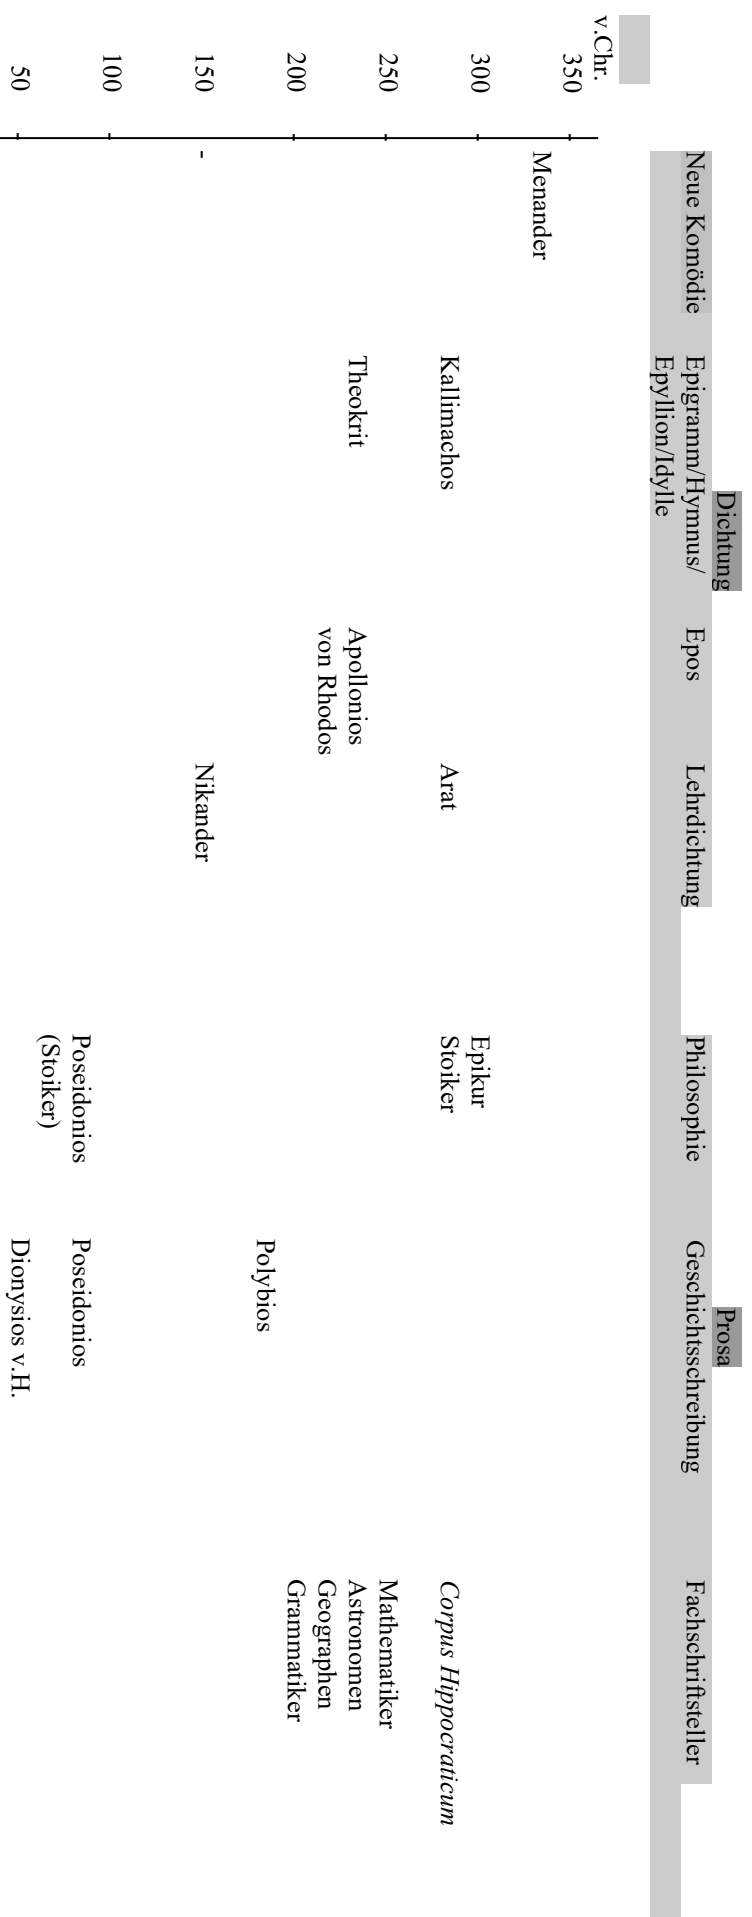 Dichtung
Prosa
Neue Komödie
Epigramm/Hymnus/
Epyllion/Idylle
Epos
Lehrdichtung
Philosophie
Geschichtsschreibung
Fachschriftsteller
v.Chr.
350
Menander
300
Epikur
Kallimachos
Arat
Stoiker
Corpus Hippocraticum
250
Mathematiker
Theokrit
Apollonios
Astronomen
von Rhodos
Geographen
200
Grammatiker
Polybios
150
-
Nikander
100
Poseidonios
Poseidonios
(Stoiker)
50
Dionysios v.H.